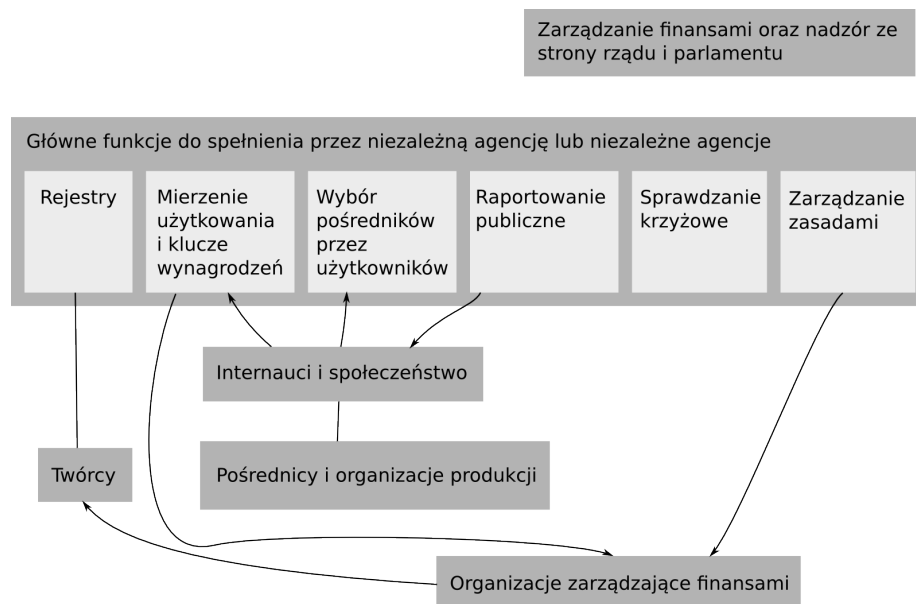 Zarządzanie finansami oraz nadzór ze
strony rządu i parlamentu
Główne funkcje do spełnienia przez niezależną agencję lub niezależne agencje
Rejestry
Mierzenie
użytkowania
i klucze
wynagrodzeń
Wybór
pośredników
przez
użytkowników
Raportowanie
publiczne
Sprawdzanie
krzyżowe
Zarządzanie
zasadami
Internauci i społeczeństwo
Twórcy
Pośrednicy i organizacje produkcji
Organizacje zarządzające finansami